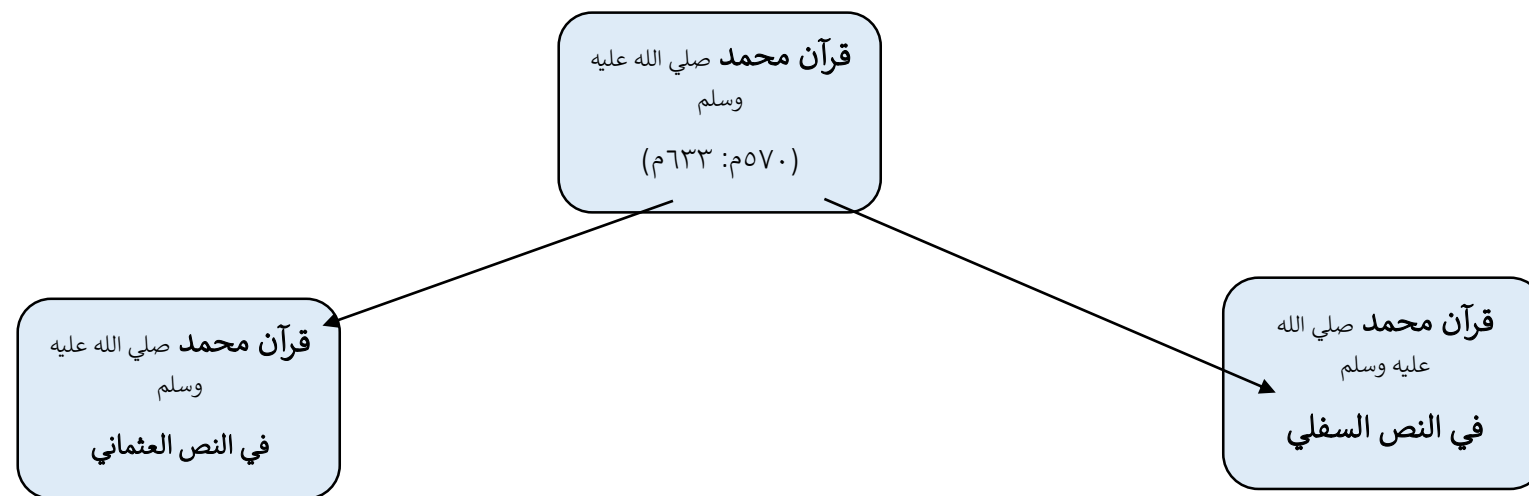 قرآن محمد صلي الله عليه
وسلم
(٥٧٠م: ٦٣٣م)
قرآن محمد صلي الله
عليه وسلم
في النص السفلي
قرآن محمد صلي الله عليه
وسلم
في النص العثماني